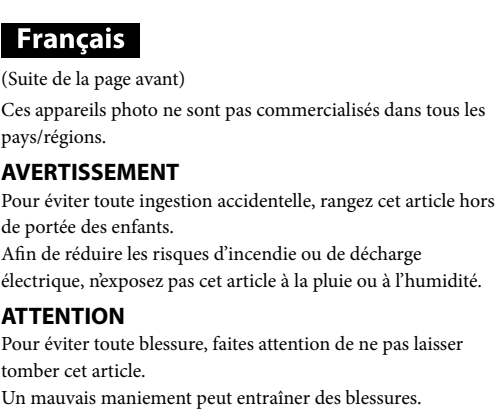 Français
(Suite de la page avant)
Ces appareils photo ne sont pas commercialisés dans tous les
pays/régions.
AVERTISSEMENT
Pour éviter toute ingestion accidentelle, rangez cet article hors
de portée des enfants.
Afin de réduire les risques d’incendie ou de décharge
électrique, n’exposez pas cet article à la pluie ou à l’humidité.
ATTENTION
Pour éviter toute blessure, faites attention de ne pas laisser
tomber cet article.
Un mauvais maniement peut entraîner des blessures.